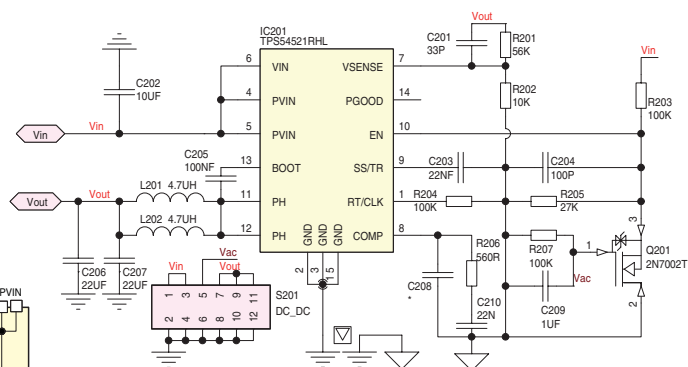 Vout
IC201
TPS54521RHL
C201
33P
R201
56K
Vin
6
VIN
VSENSE
7
C202
10UF
4
PVIN
PGOOD
14
R202
10K
R203
100K
Vin
Vin
5
PVIN
EN
10
C205
100NF
13
BOOT
SS/TR
9
C203
22NF
C204
100P
Vout
Vout
L201 4.7UH
11
PH
RT/CLK
1
R204
100K
R205
27K
L202 4.7UH
12
PH
COMP
8
GND
GND
GND
2
3
15
R206
560R
R207
100K
1
3
2
Q201
2N7002T
Vac
C206
22UF
C207
22UF
Vac
Vin
Vout
1
3
5
7
9
11
2
4
6
8
10
12
S201
DC_DC
C208
*
C210
22N
C209
1UF
PVIN